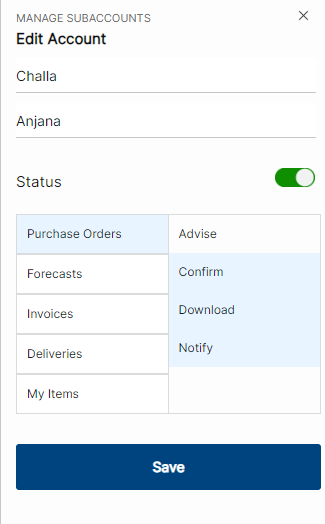 MANAGE SUBACCOUNTS
Edit Account
Challa
Anjana
Status
Purchase Orders
Advise
Forecasts
Confirm
Invoices
Download
Deliveries
Notify
My Items
Save